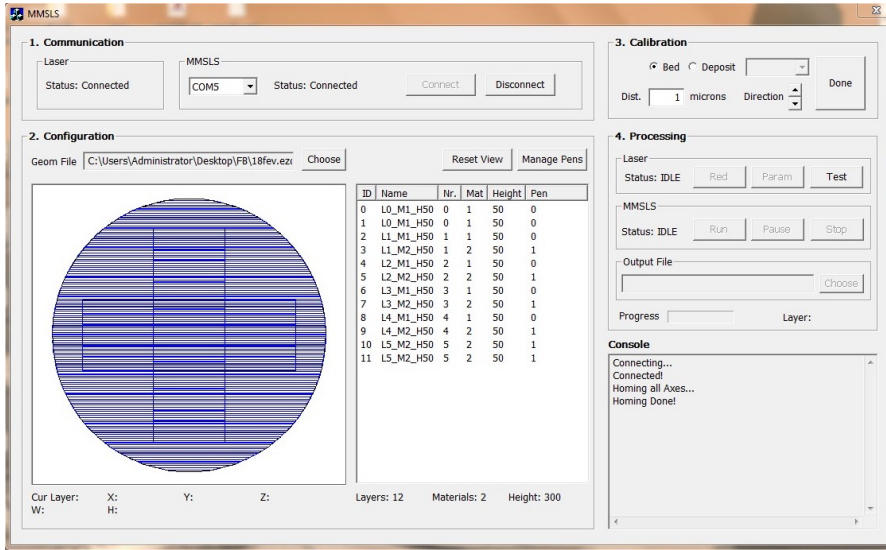 MMSLS
1. Communication
Laser
Status: Connected
MMSLS
COM5
Status: Connected
Connect
Disconnect
2. Configuration
Geom File
C:\Users\Administrator\Desktop\FB\18fev.ez
Choose
Reset View
Manage Pens
ID Name Nr. Mat Height Pen
0 L0_M1_H50 0 1 50 0
1 L0_M1_H50 0 1 50 0
2 L1_M1_H50 1 1 50 0
3 L1_M2_H50 1 2 50 1
4 L2_M1_H50 2 1 50 0
5 L2_M2_H50 2 2 50 1
6 L3_M1_H50 3 1 50 0
7 L3_M2_H50 3 2 50 1
8 L4_M1_H50 4 1 50 0
9 L4_M2_H50 4 2 50 1
10 L5_M2_H50 5 2 50 1
11 L5_M2_H50 5 2 50 1
Cur Layer: X: Y: Z:
W: H:
Layers: 12 Materials: 2 Height: 300
3. Calibration
Bed Deposit
Dist. 1 microns Direction
Done
4. Processing
Laser
Status: IDLE Red Param Test
MMSLS
Status: IDLE Run Pause Stop
Output File
Choose
Progress Layer:
Console
Connecting...
Connected!
Homing all Axes...
Homing Done!